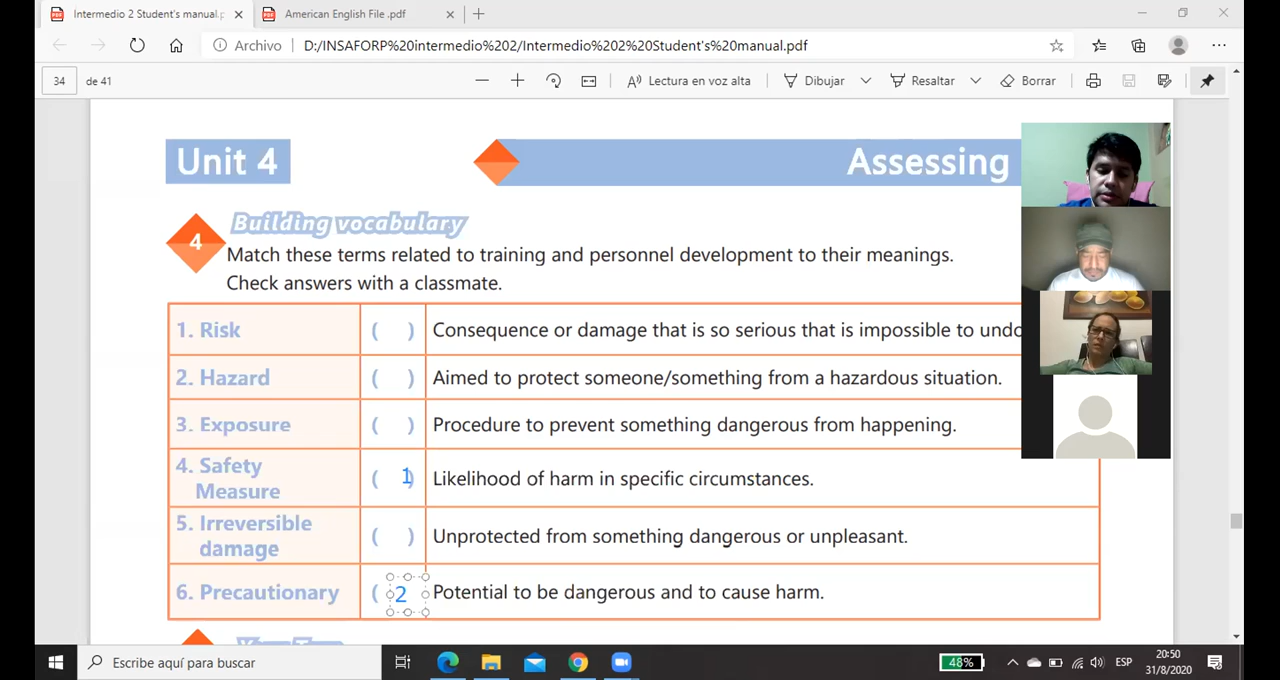 Intermedio 2 Student's manual.p
American English File .pdf
Archivo D:/INSAFORP%20intermedio%202/Intermedio%202%20Student's%20manual.pdf
34 de 41 Lectura en voz alta Dibujar Resaltar Borrar
Unit 4 Assessing
4 Building vocabulary
Match these terms related to training and personnel development to their meanings.
Check answers with a classmate.
1. Risk ( ) Consequence or damage that is so serious that is impossible to undo
2. Hazard ( ) Aimed to protect someone/something from a hazardous situation.
3. Exposure ( ) Procedure to prevent something dangerous from happening.
4. Safety
Measure ( 1) Likelihood of harm in specific circumstances.
5. Irreversible
damage ( ) Unprotected from something dangerous or unpleasant.
6. Precautionary ( 2 Potential to be dangerous and to cause harm.
Escribe aquí para buscar
48%
ESP
20:50
31/8/2020